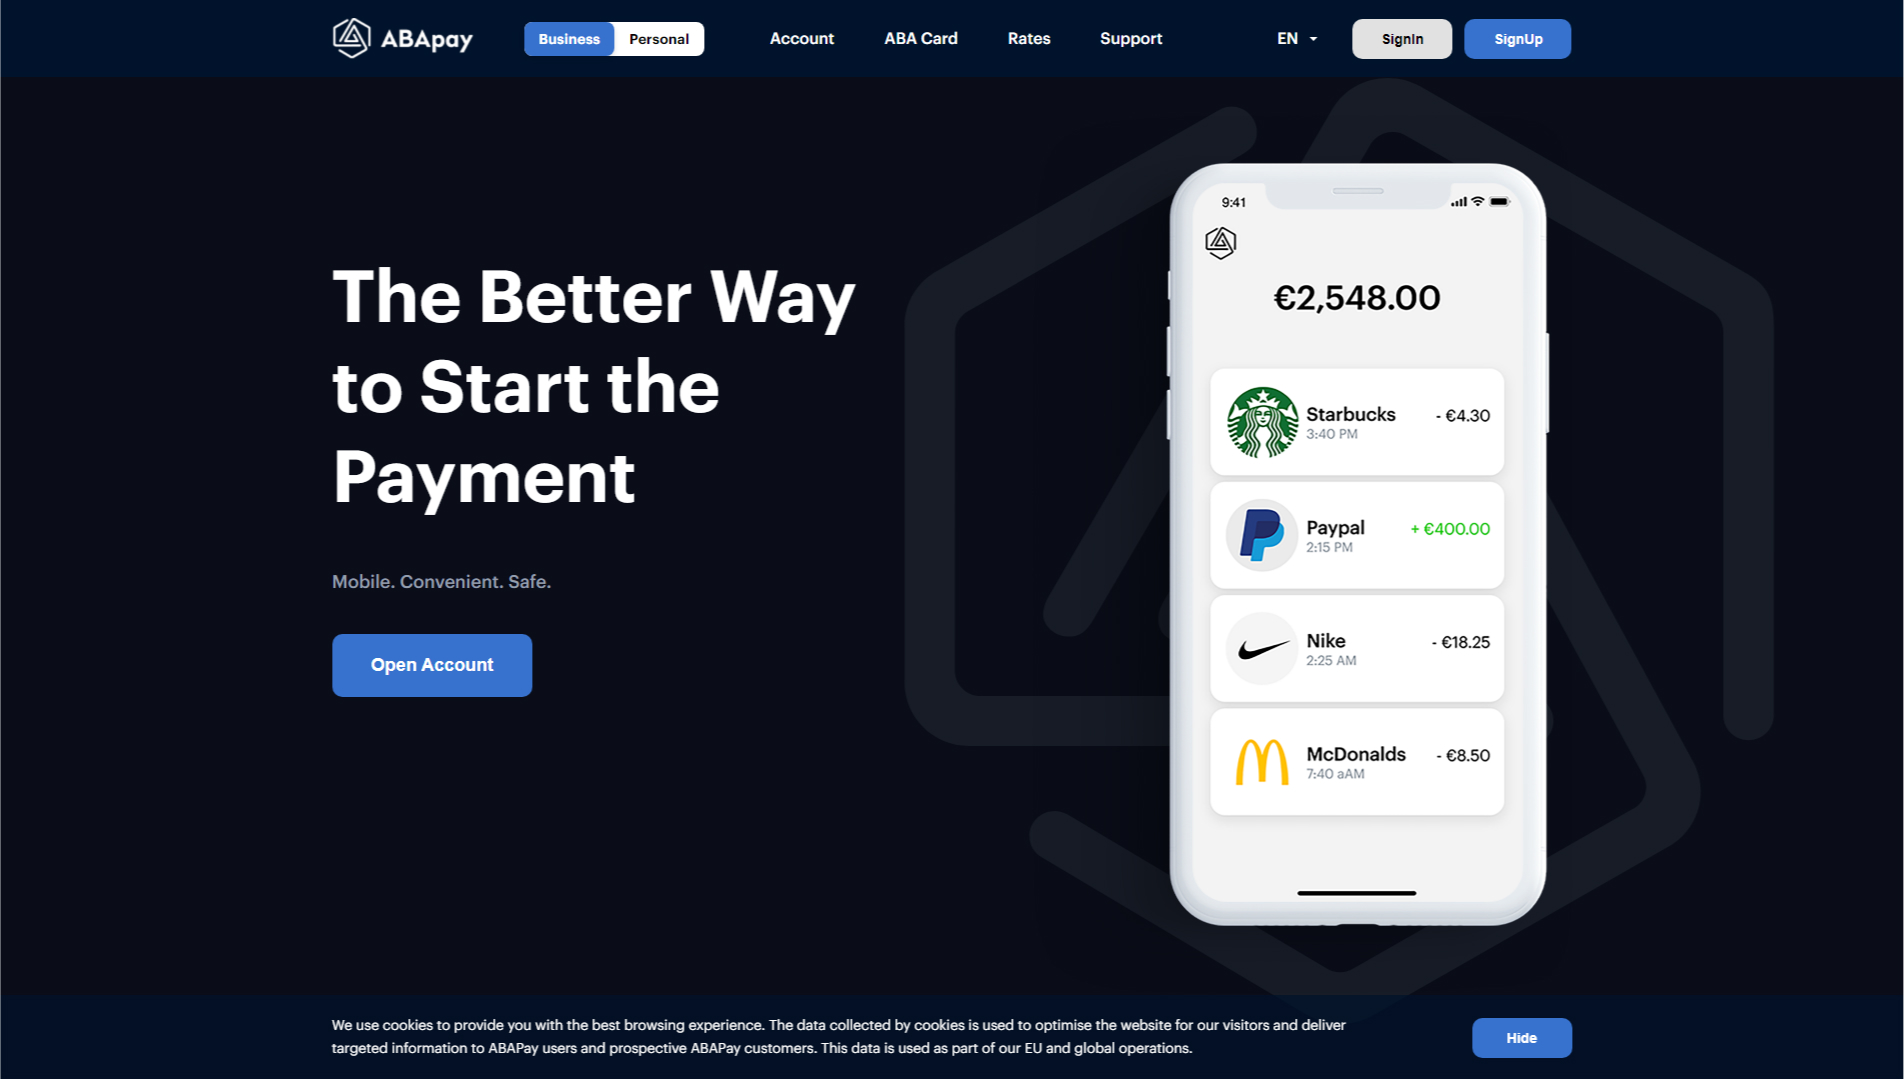 ABApay
Business Personal
Account
ABA Card
Rates
Support
EN
SignIn
SignUp
The Better Way
to Start the
Payment
Mobile. Convenient. Safe.
Open Account
9:41
€2,548.00
Starbucks - €4.30
3:40 PM
Paypal + €400.00
2:15 PM
Nike - €18.25
2:25 AM
McDonalds - €8.50
7:40 aAM
We use cookies to provide you with the best browsing experience. The data collected by cookies is used to optimise the website for our visitors and deliver
targeted information to ABAPay users and prospective ABAPay customers. This data is used as part of our EU and global operations.
Hide